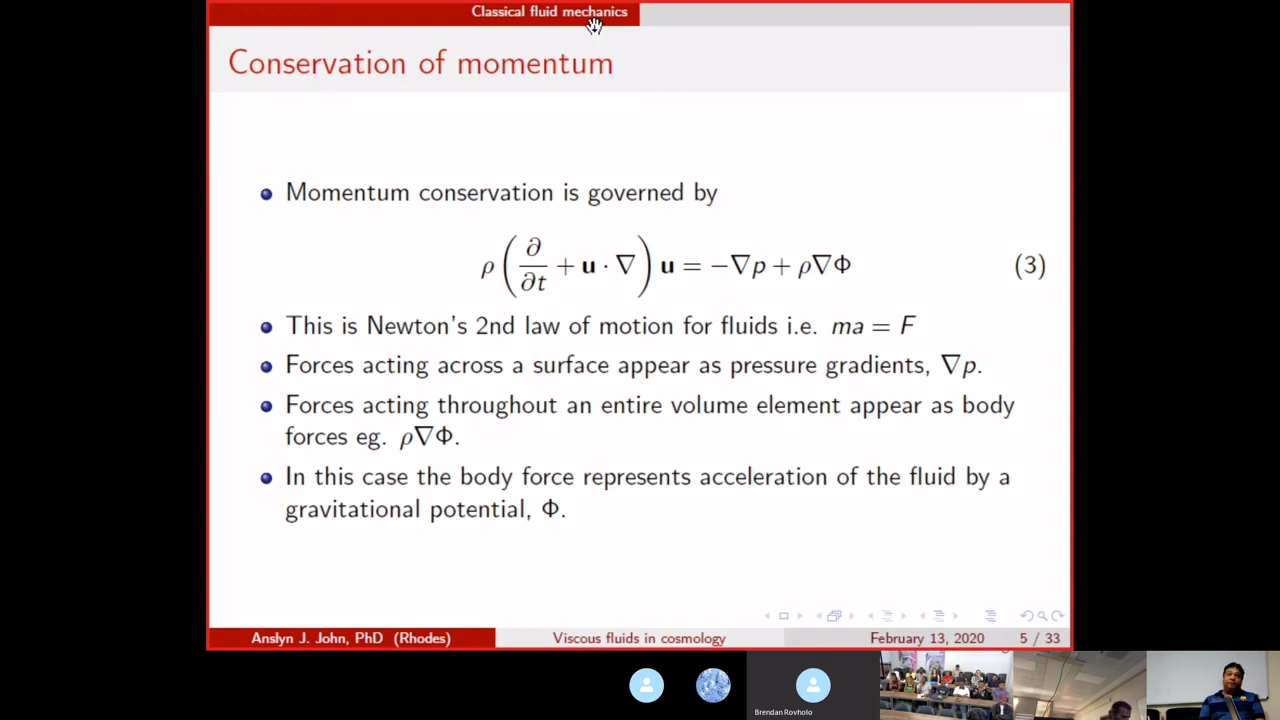 Classical fluid mechanics
Conservation of momentum
Momentum conservation is governed by
ρ ( ∂/∂t + u · ∇ ) u = −∇p + ρ∇Φ (3)
This is Newton's 2nd law of motion for fluids i.e. ma = F
Forces acting across a surface appear as pressure gradients, ∇p.
Forces acting throughout an entire volume element appear as body
forces eg. ρ∇Φ.
In this case the body force represents acceleration of the fluid by a
gravitational potential, Φ.
Anslyn J. John, PhD (Rhodes) Viscous fluids in cosmology February 13, 2020 5 / 33
Brendan Rovholo